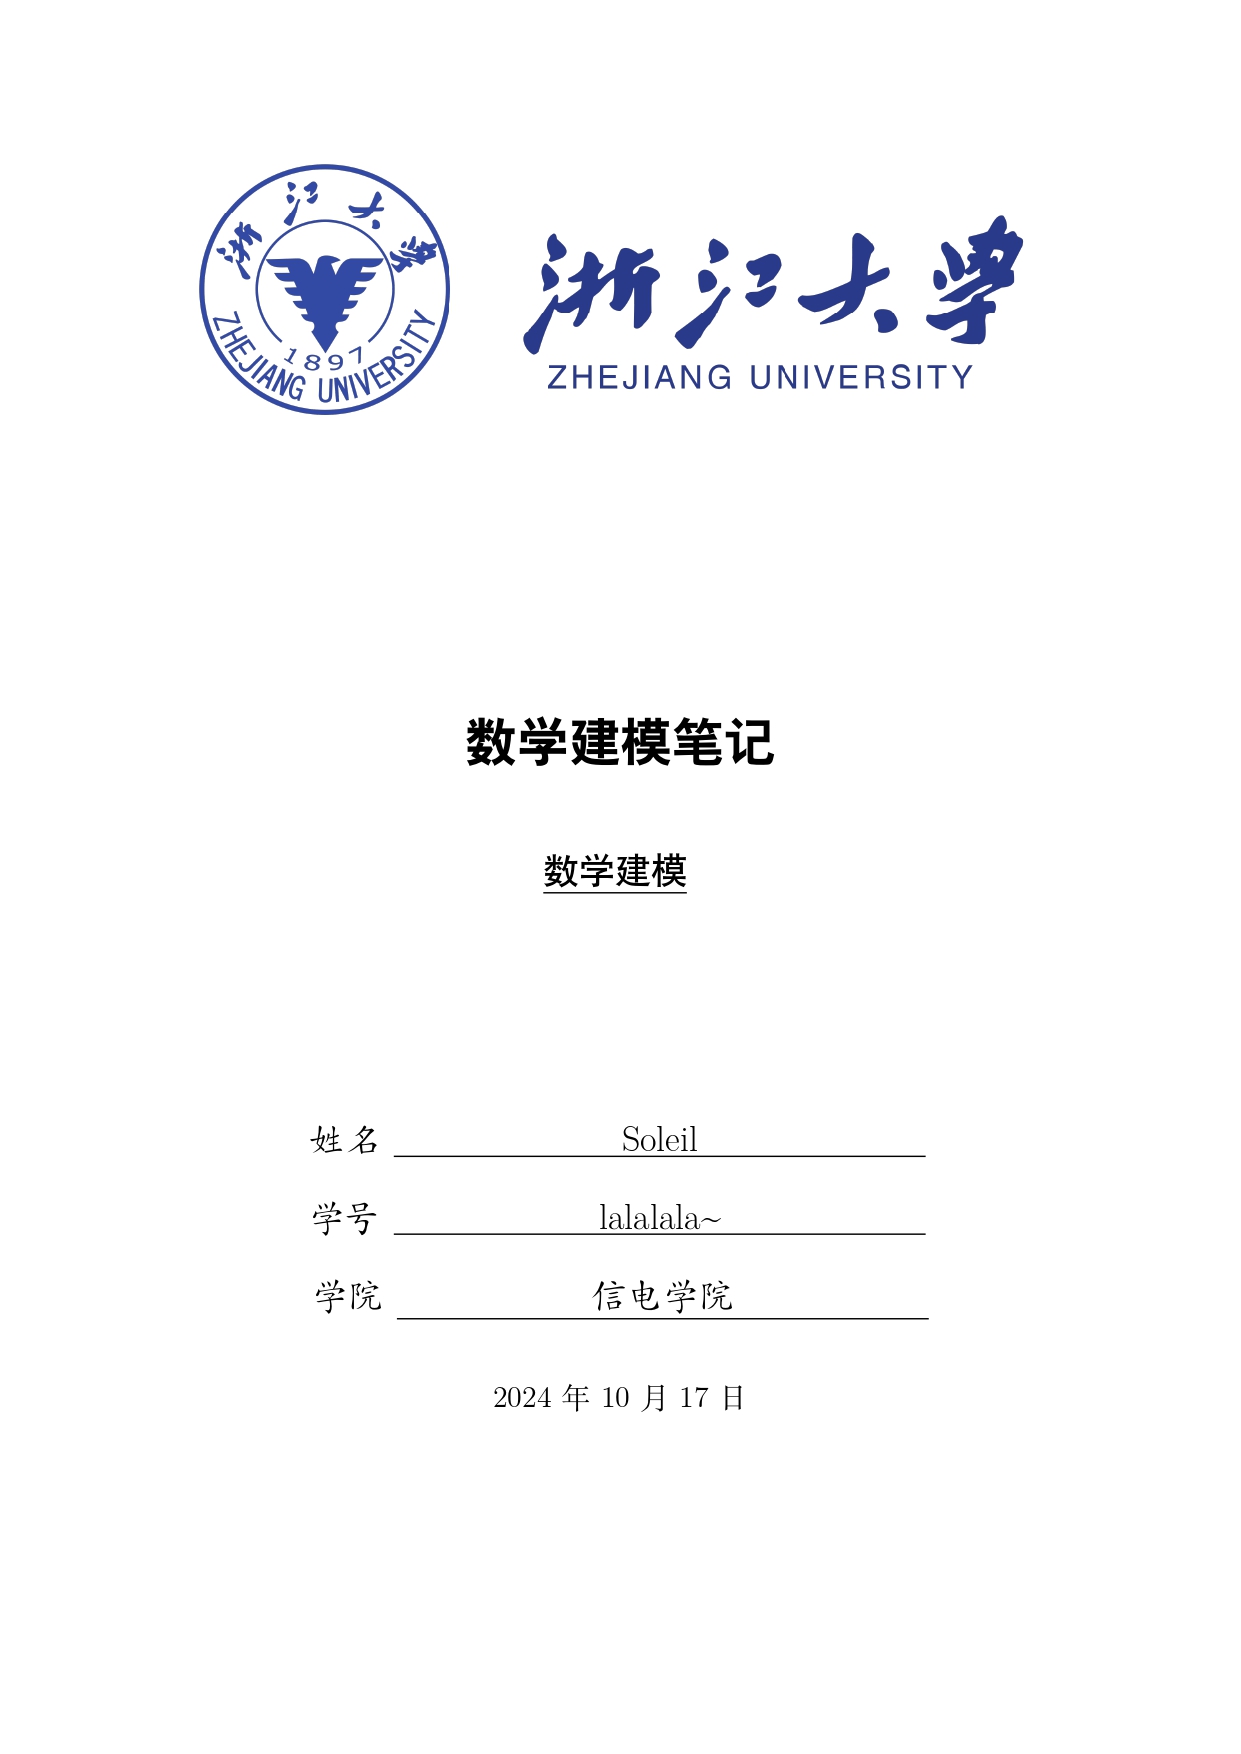 浙江大学
ZHEJIANG UNIVERSITY
1897
浙江大学
ZHEJIANG UNIVERSITY
数学建模笔记
数学建模
姓名 Soleil
学号 lalalala~
学院 信电学院
2024 年 10 月 17 日